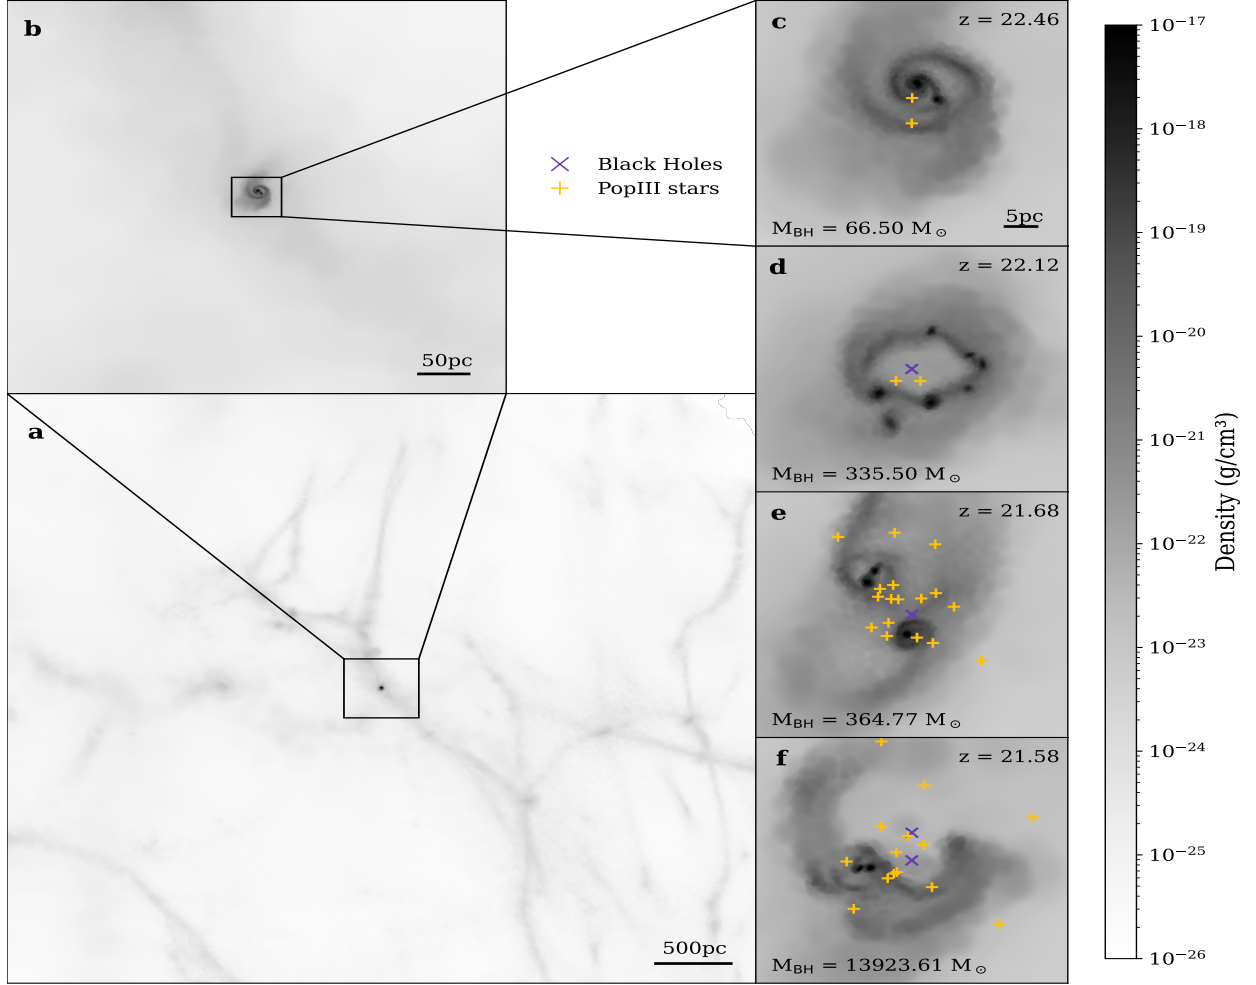 b
50pc
Black Holes
PopIII stars
a
500pc
c
z = 22.46
5pc
M_BH = 66.50 M_⊙
d
z = 22.12
M_BH = 335.50 M_⊙
e
z = 21.68
M_BH = 364.77 M_⊙
f
z = 21.58
M_BH = 13923.61 M_⊙
10⁻¹⁷
10⁻¹⁸
10⁻¹⁹
10⁻²⁰
10⁻²¹
10⁻²²
10⁻²³
10⁻²⁴
10⁻²⁵
10⁻²⁶
Density (g/cm³)